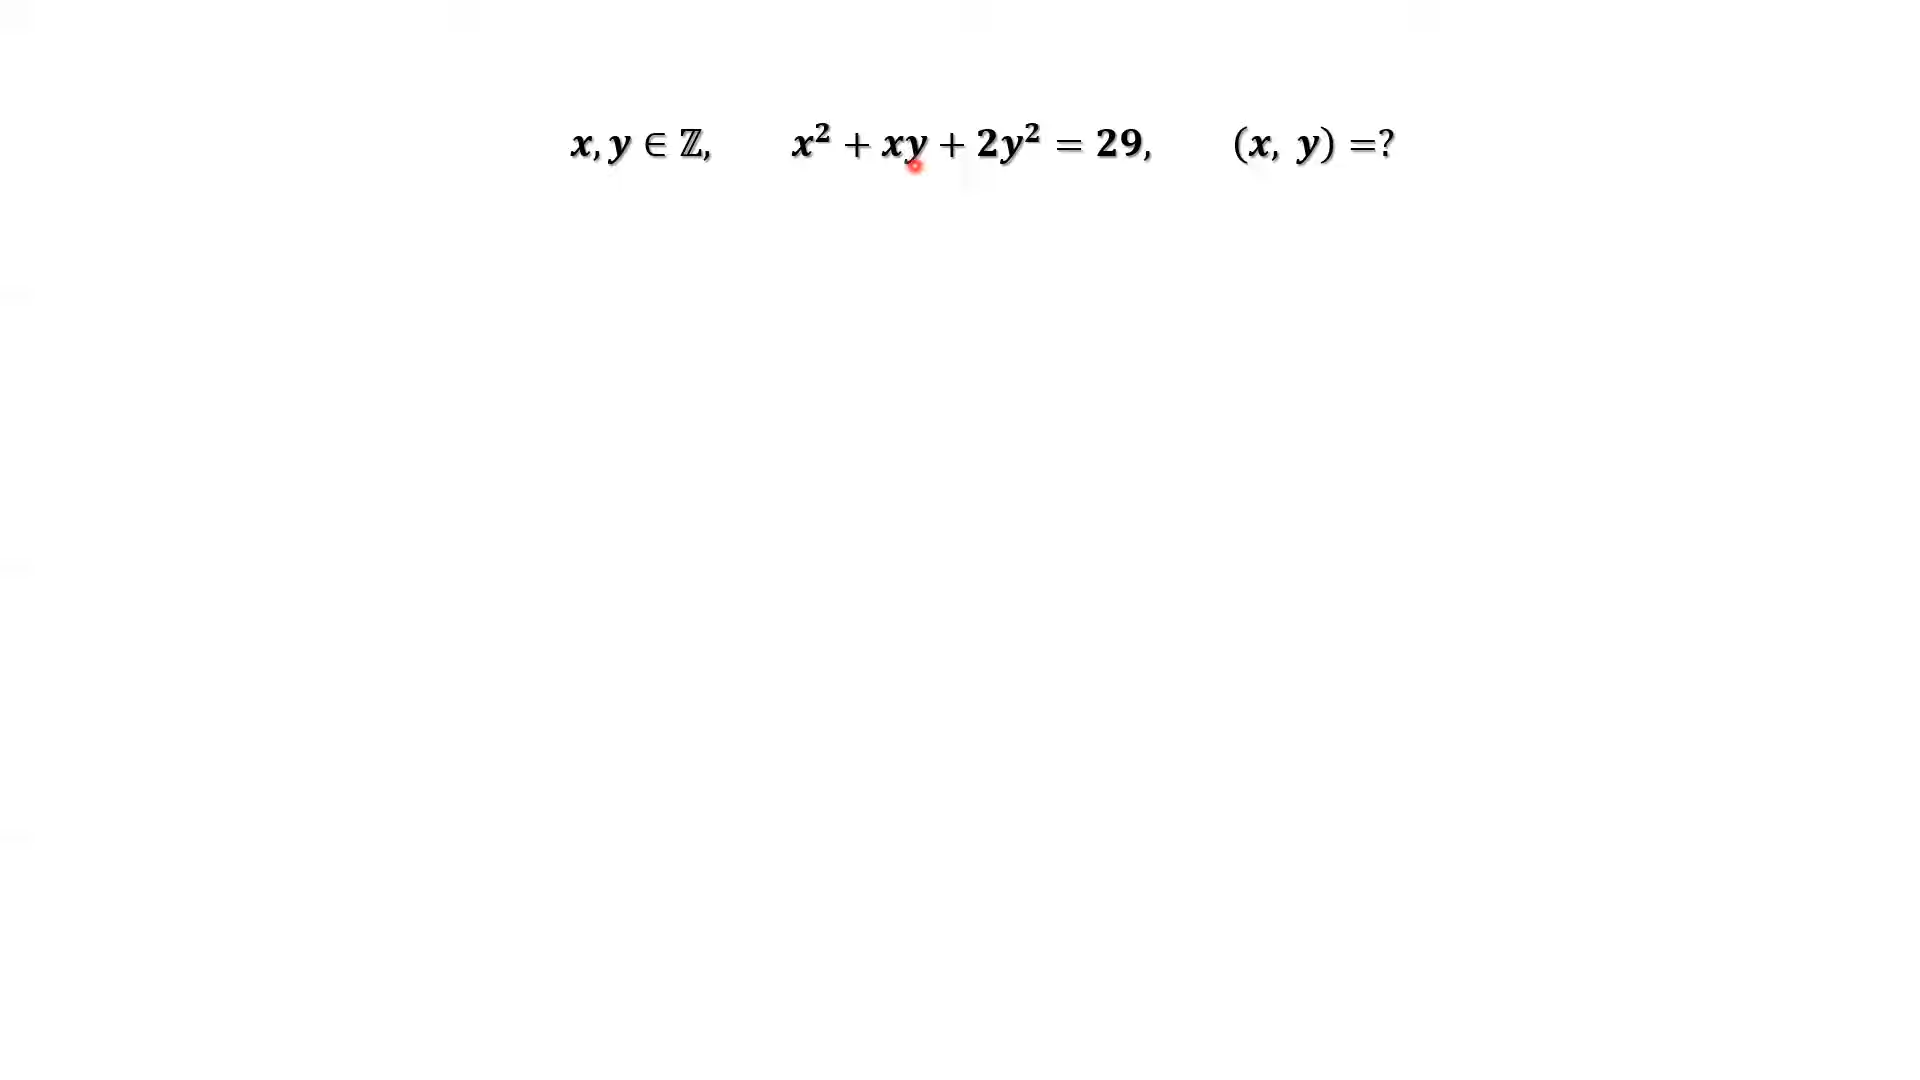 x, y ∈ ℤ, x² + xy + 2y² = 29, (x, y) =?